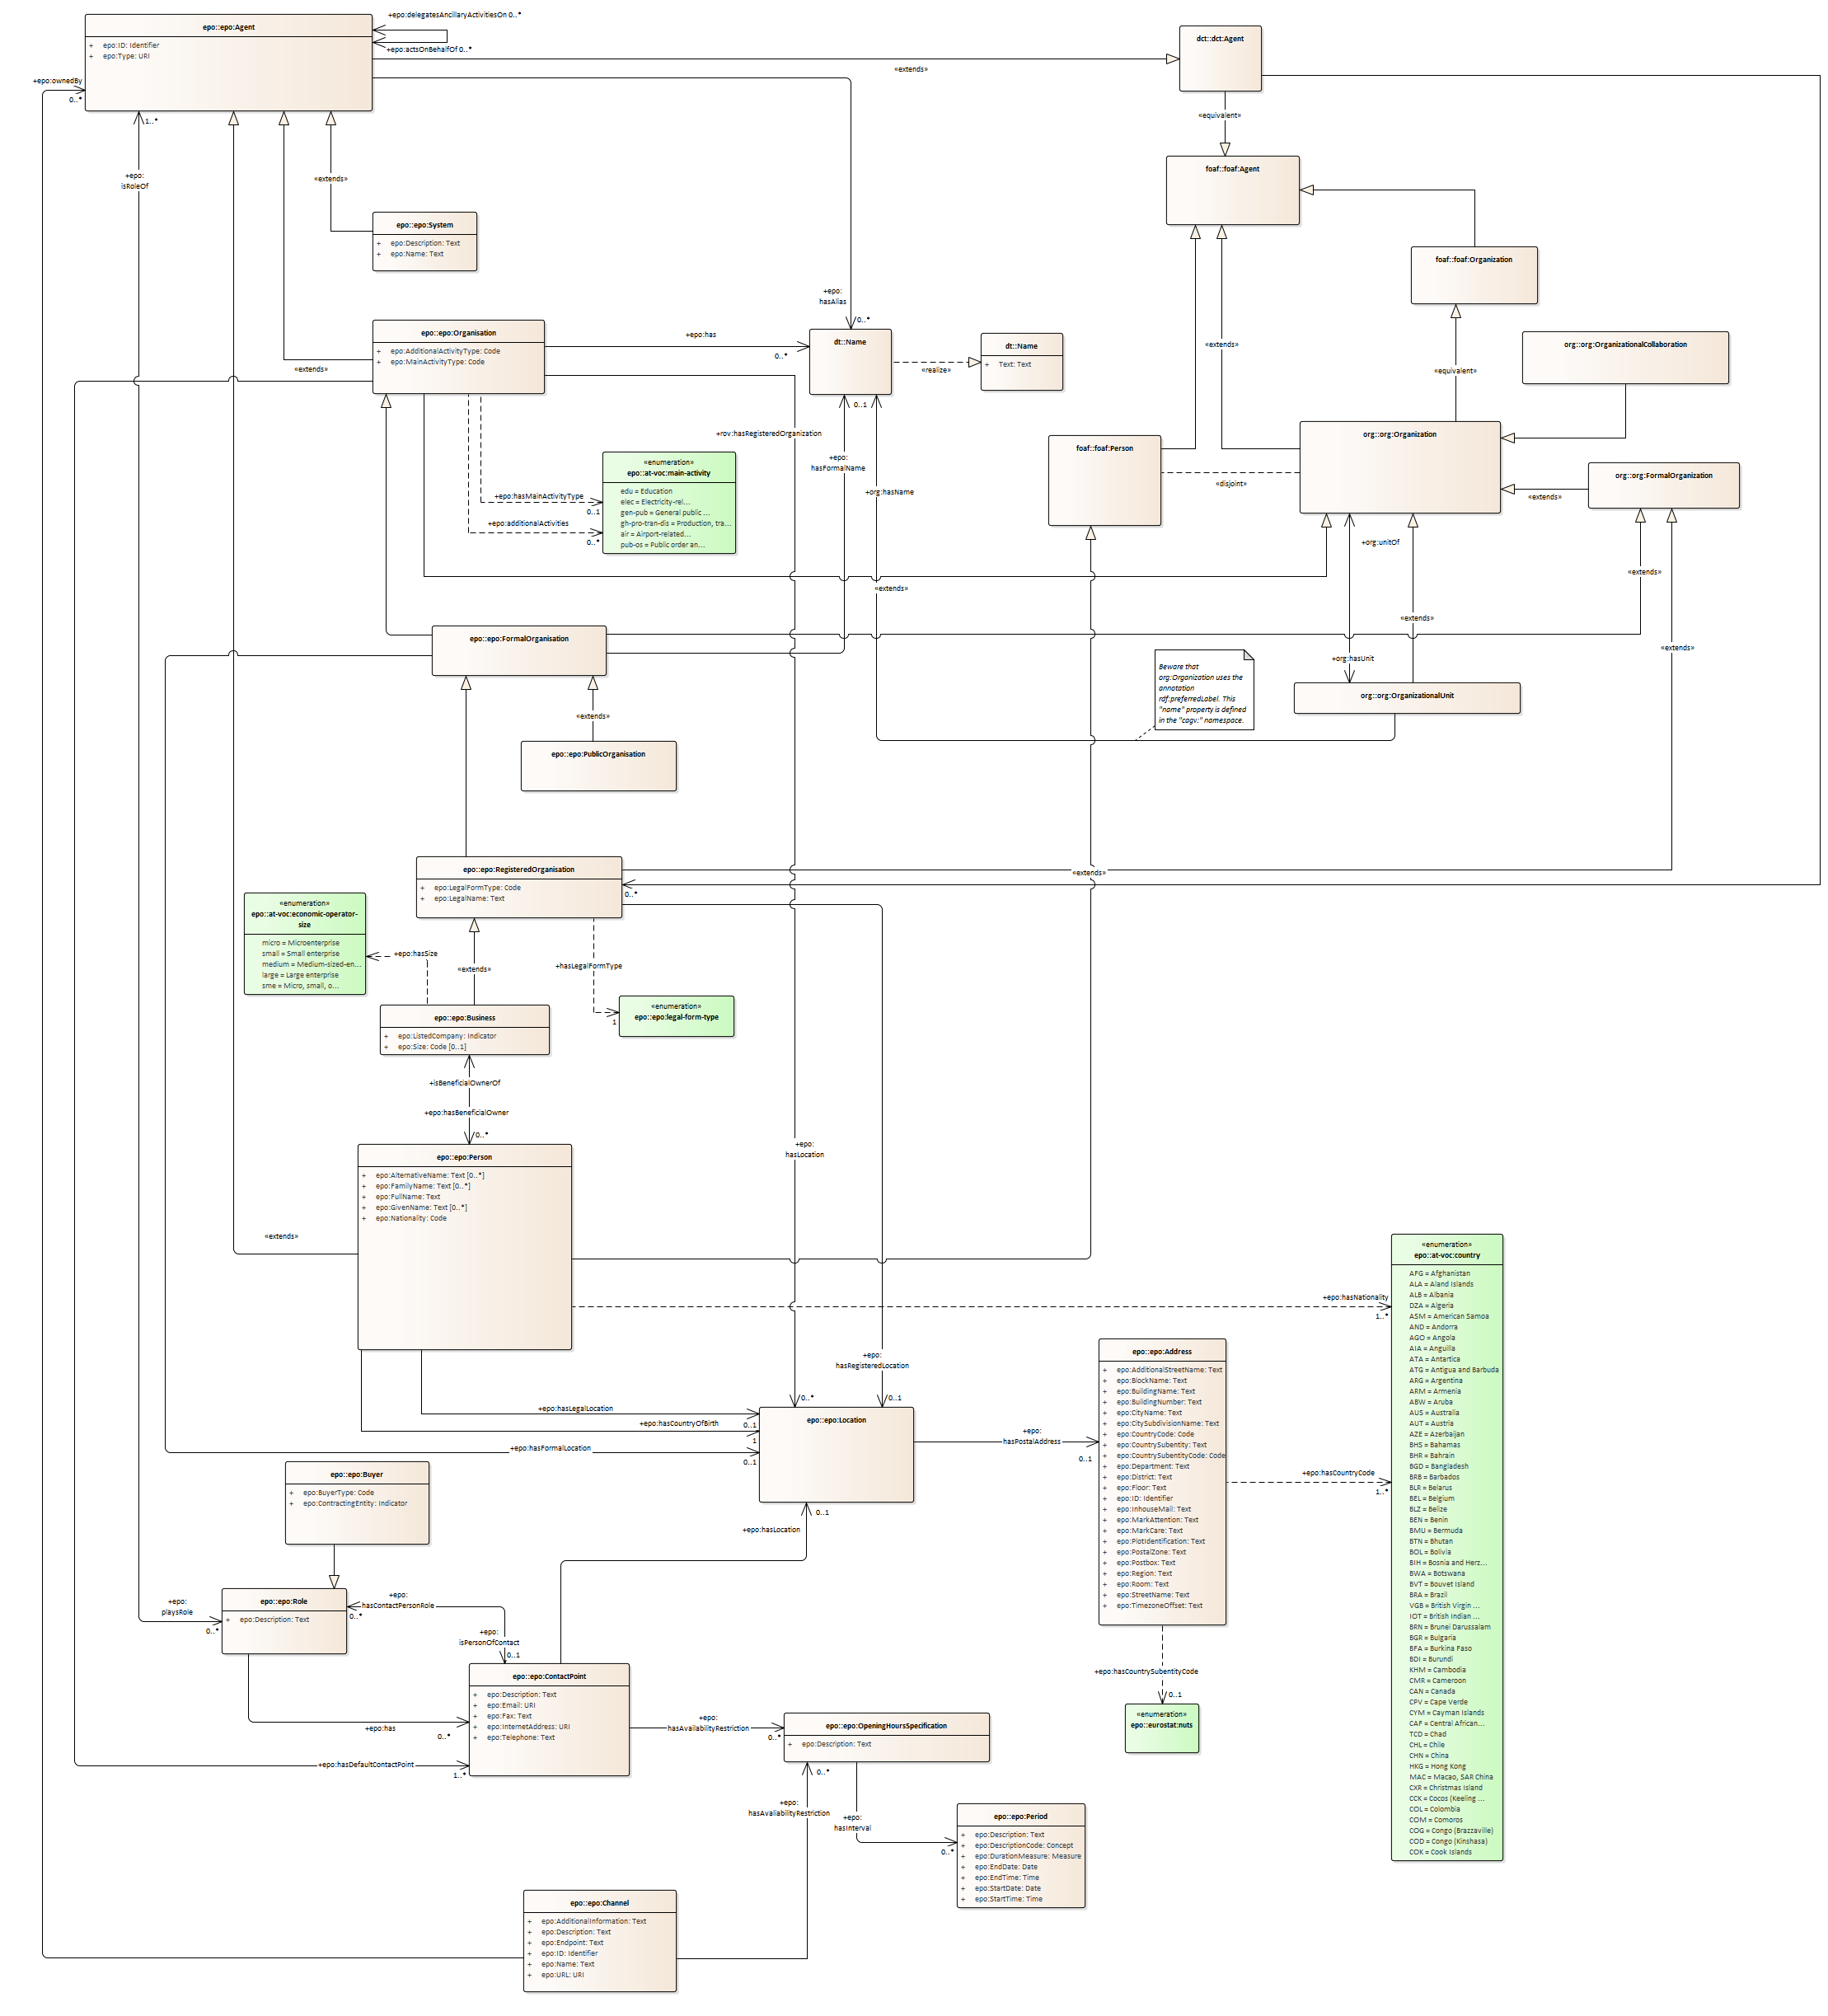 +epo:delegatesAncillaryActivitiesOn 0..*
epo::epo:Agent
+ epo:ID: Identifier
+ epo:Type: URI
+epo:actsOnBehalfOf 0..*
+epo:ownedBy
0..*
1..*
+epo:
isRoleOf
«extends»
dct::dct:Agent
«equivalent»
foaf::foaf:Agent
«extends»
epo::epo:System
+ epo:Description: Text
+ epo:Name: Text
foaf::foaf:Organization
+epo:
hasAlias
0..*
epo::epo:Organisation
+ epo:AdditionalActivityType: Code
+ epo:MainActivityType: Code
+epo:has
0..*
dt::Name
«realize»
dt::Name
+ Text: Text
«extends»
org::org:OrganizationalCollaboration
«extends»
«equivalent»
0..1
+rov:hasRegisteredOrganization
+epo:
hasFormalName
+org:hasName
foaf::foaf:Person
«disjoint»
org::org:Organization
org::org:FormalOrganization
«extends»
«enumeration»
epo::at-voc:main-activity
edu = Education
elec = Electricity-rel...
gen-pub = General public ...
gh-pro-tran-dis = Production, tra...
air = Airport-related...
pub-os = Public order an...
+epo:hasMainActivityType
0..1
+epo:additionalActivities
0..*
+org:unitOf
«extends»
«extends»
«extends»
epo::epo:FormalOrganisation
+org:hasUnit
«extends»
Beware that
org:Organization uses the
annotation
rdf:preferredLabel. This
"name" property is defined
in the "cagv:" namespace.
org::org:OrganizationalUnit
«extends»
epo::epo:PublicOrganisation
epo::epo:RegisteredOrganisation
+ epo:LegalFormType: Code
+ epo:LegalName: Text
«extends»
0..*
«enumeration»
epo::at-voc:economic-operator-
size
micro = Microenterprise
small = Small enterprise
medium = Medium-sized-en...
large = Large enterprise
sme = Micro, small, o...
+epo:hasSize
«extends»
+hasLegalFormType
1
«enumeration»
epo::epo:legal-form-type
epo::epo:Business
+ epo:ListedCompany: Indicator
+ epo:Size: Code [0..1]
+isBeneficialOwnerOf
+epo:hasBeneficialOwner
0..*
epo::epo:Person
+ epo:AlternativeName: Text [0..*]
+ epo:FamilyName: Text [0..*]
+ epo:FullName: Text
+ epo:GivenName: Text [0..*]
+ epo:Nationality: Code
+epo:
hasLocation
«extends»
+epo:hasNationality
1..*
«enumeration»
epo::at-voc:country
AFG = Afghanistan
ALA = Aland Islands
ALB = Albania
DZA = Algeria
ASM = American Samoa
AND = Andorra
AGO = Angola
AIA = Anguilla
ATA = Antartica
ATG = Antigua and Barbuda
ARG = Argentina
ARM = Armenia
ABW = Aruba
AUS = Australia
AUT = Austria
AZE = Azerbaijan
BHS = Bahamas
BHR = Bahrain
BGD = Bangladesh
BRB = Barbados
BLR = Belarus
BEL = Belgium
BLZ = Belize
BEN = Benin
BMU = Bermuda
BTN = Bhutan
BOL = Bolivia
BIH = Bosnia and Herz...
BWA = Botswana
BVT = Bouvet Island
BRA = Brazil
VGB = British Virgin ...
IOT = British Indian ...
BRN = Brunei Darussalam
BGR = Bulgaria
BFA = Burkina Faso
BDI = Burundi
KHM = Cambodia
CMR = Cameroon
CAN = Canada
CPV = Cape Verde
CYM = Cayman Islands
CAF = Central African...
TCD = Chad
CHL = Chile
CHN = China
HKG = Hong Kong
MAC = Macao, SAR China
CXR = Christmas Island
CCK = Cocos (Keeling ...
COL = Colombia
COM = Comoros
COG = Congo (Brazzaville)
COD = Congo (Kinshasa)
COK = Cook Islands
+epo:
hasRegisteredLocation
0..*
0..1
+epo:hasLegalLocation
0..1
+epo:hasCountryOfBirth
1
+epo:hasFormalLocation
0..1
epo::epo:Location
+epo:
hasPostalAddress
0..1
epo::epo:Address
+ epo:AdditionalStreetName: Text
+ epo:BlockName: Text
+ epo:BuildingName: Text
+ epo:BuildingNumber: Text
+ epo:CityName: Text
+ epo:CitySubdivisionName: Text
+ epo:CountryCode: Code
+ epo:CountrySubentity: Text
+ epo:CountrySubentityCode: Code
+ epo:Department: Text
+ epo:District: Text
+ epo:Floor: Text
+ epo:ID: Identifier
+ epo:InhouseMail: Text
+ epo:MarkAttention: Text
+ epo:MarkCare: Text
+ epo:PlotIdentification: Text
+ epo:PostalZone: Text
+ epo:Postbox: Text
+ epo:Region: Text
+ epo:Room: Text
+ epo:StreetName: Text
+ epo:TimezoneOffset: Text
+epo:hasCountryCode
1..*
epo::epo:Buyer
+ epo:BuyerType: Code
+ epo:ContractingEntity: Indicator
0..1
+epo:hasLocation
+epo:
playsRole
0..*
epo::epo:Role
+ epo:Description: Text
+epo:
hasContactPersonRole
0..*
+epo:
isPersonOfContact
0..1
+epo:hasCountrySubentityCode
0..1
«enumeration»
epo::eurostat:nuts
epo::epo:ContactPoint
+ epo:Description: Text
+ epo:Email: URI
+ epo:Fax: Text
+ epo:InternetAddress: URI
+ epo:Telephone: Text
+epo:has
0..*
+epo:hasDefaultContactPoint
1..*
+epo:
hasAvailabilityRestriction
0..*
epo::epo:OpeningHoursSpecification
+ epo:Description: Text
0..*
+epo:
hasAvaliabilityRestriction
+epo:
hasInterval
0..*
epo::epo:Period
+ epo:Description: Text
+ epo:DescriptionCode: Concept
+ epo:DurationMeasure: Measure
+ epo:EndDate: Date
+ epo:EndTime: Time
+ epo:StartDate: Date
+ epo:StartTime: Time
epo::epo:Channel
+ epo:AdditionalInformation: Text
+ epo:Description: Text
+ epo:Endpoint: Text
+ epo:ID: Identifier
+ epo:Name: Text
+ epo:URL: URI